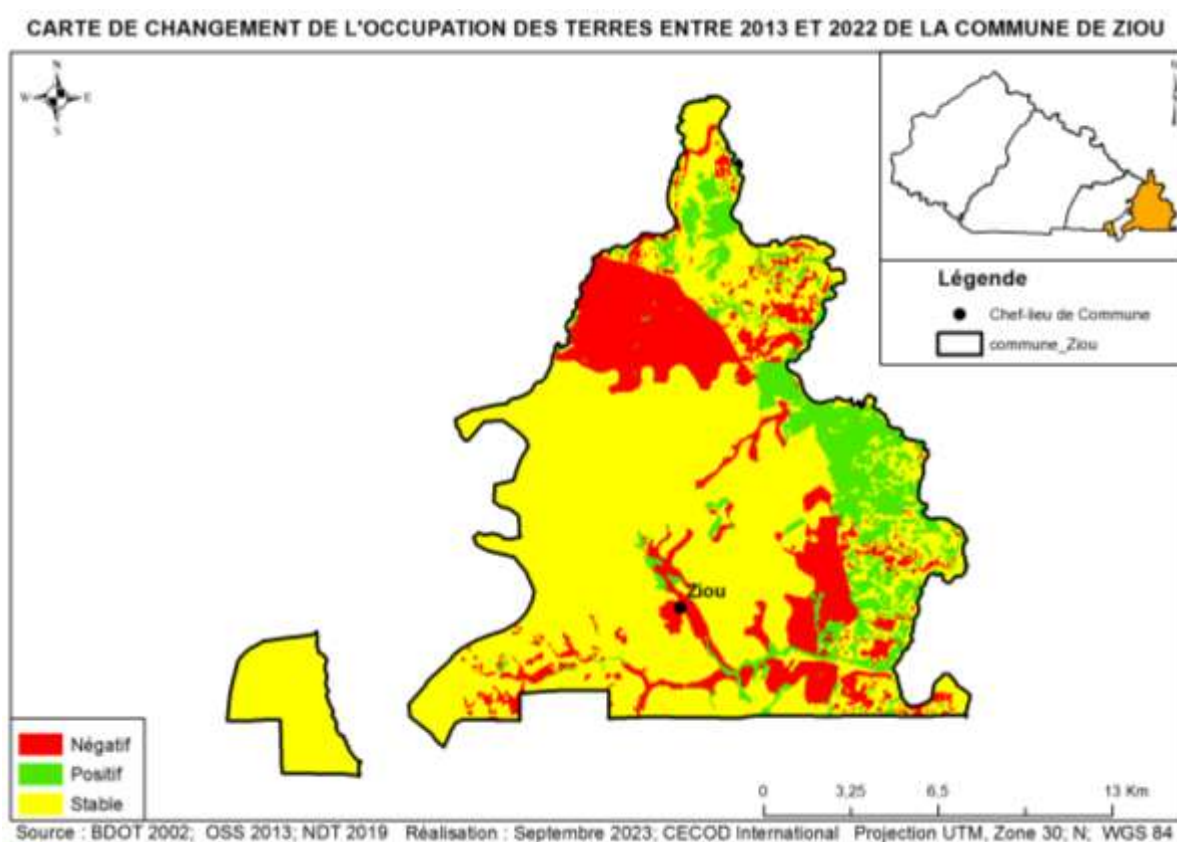 CARTE DE CHANGEMENT DE L'OCCUPATION DES TERRES ENTRE 2013 ET 2022 DE LA COMMUNE DE ZIOU
N
W E
S
Légende
Chef-lieu de Commune
commune_Ziou
Ziou
Négatif
Positif
Stable
0 3,25 6,5 13 Km
Source : BDOT 2002; OSS 2013; NDT 2019 Réalisation : Septembre 2023; CECOD International Projection UTM, Zone 30; N; WGS 84